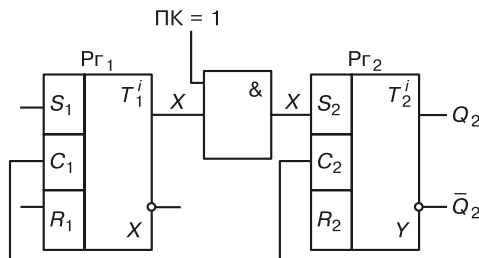 ПК = 1
Рг₁
Рг₂
S₁
T₁ⁱ
X
&
X
S₂
T₂ⁱ
Q₂
C₁
C₂
R₁
X
R₂
Y
Q̄₂